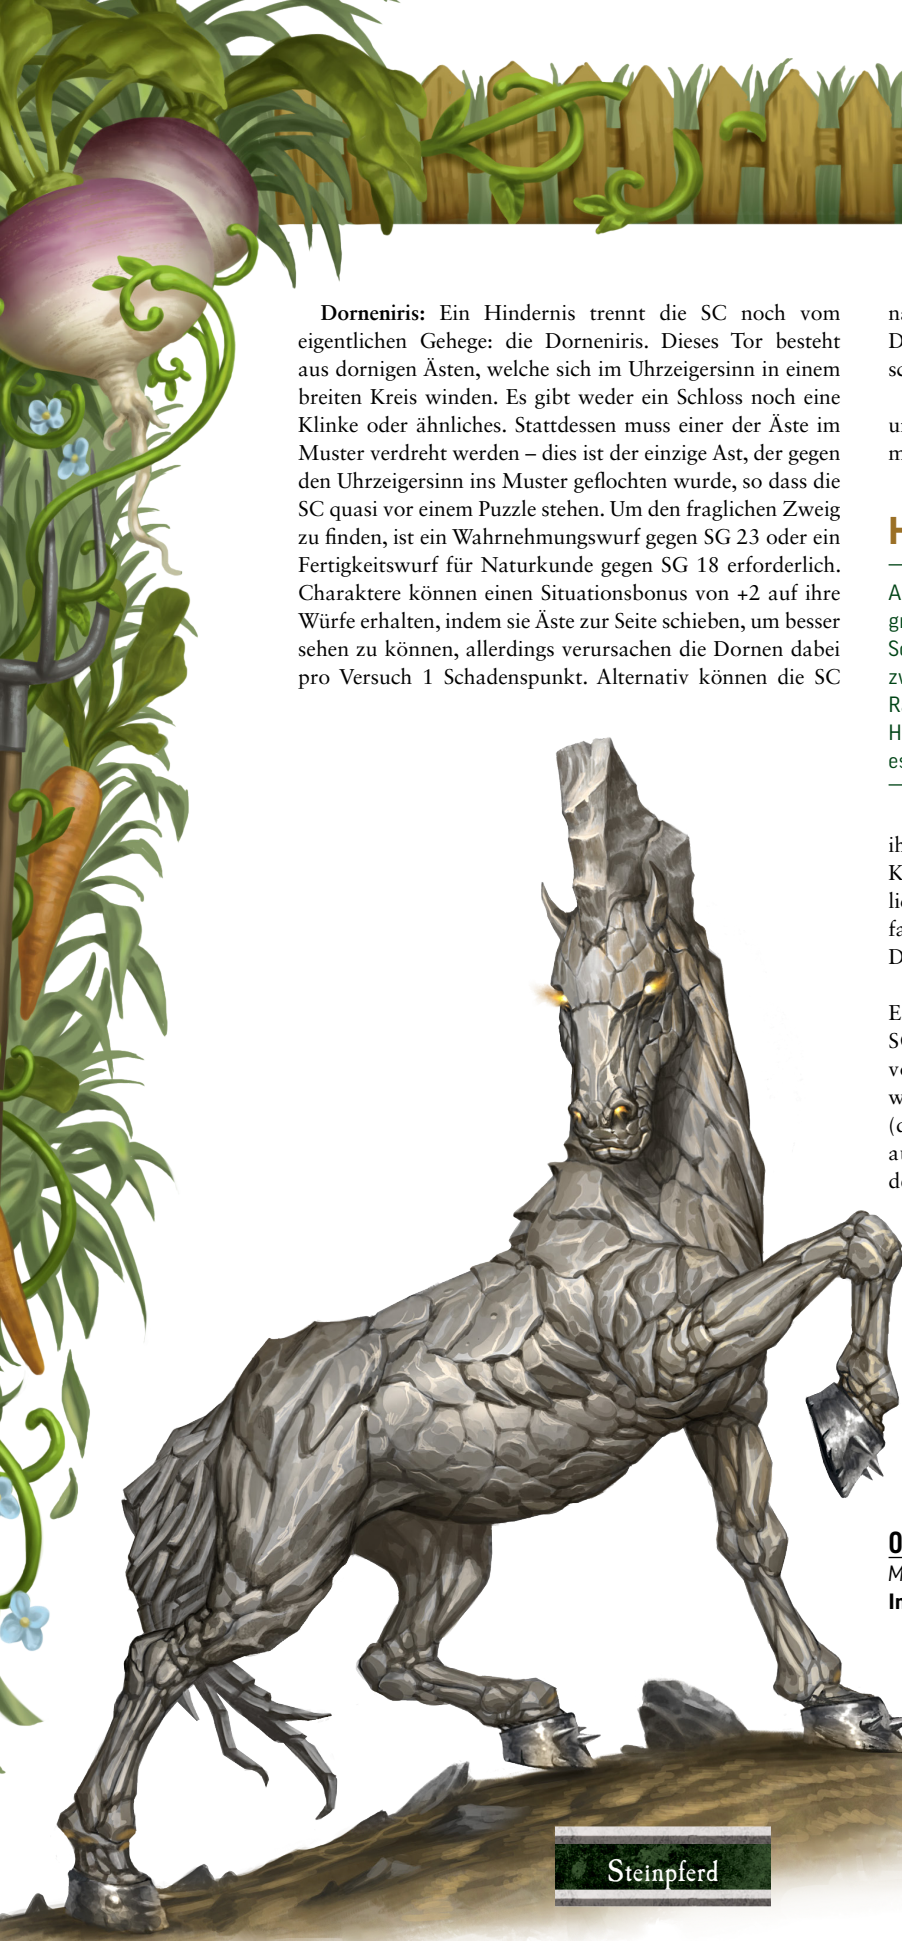 Dorneniris: Ein Hindernis trennt die SC noch vom
eigentlichen Gehege: die Dorneniris. Dieses Tor besteht
aus dornigen Ästen, welche sich im Uhrzeigersinn in einem
breiten Kreis winden. Es gibt weder ein Schloss noch eine
Klinke oder ähnliches. Stattdessen muss einer der Äste im
Muster verdreht werden – dies ist der einzige Ast, der gegen
den Uhrzeigersinn ins Muster geflochten wurde, so dass die
SC quasi vor einem Puzzle stehen. Um den fraglichen Zweig
zu finden, ist ein Wahrnehmungswurf gegen SG 23 oder ein
Fertigkeitswurf für Naturkunde gegen SG 18 erforderlich.
Charaktere können einen Situationsbonus von +2 auf ihre
Würfe erhalten, indem sie Äste zur Seite schieben, um besser
sehen zu können, allerdings verursachen die Dornen dabei
pro Versuch 1 Schadenspunkt. Alternativ können die SC
Steinpferd